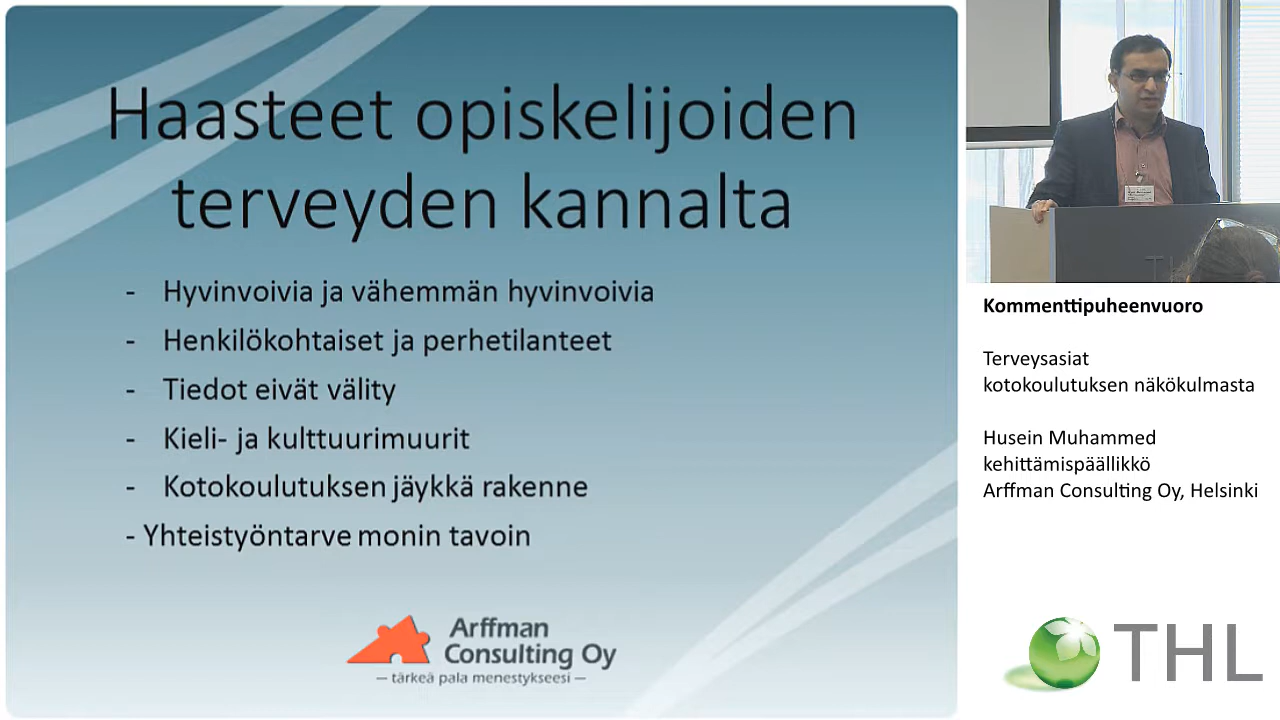 Haasteet opiskelijoiden
terveyden kannalta
- Hyvinvoivia ja vähemmän hyvinvoivia
- Henkilökohtaiset ja perhetilanteet
- Tiedot eivät välity
- Kieli- ja kulttuurimuurit
- Kotokoulutuksen jäykkä rakenne
- Yhteistyöntarve monin tavoin
Arffman
Consulting Oy
– tärkeä pala menestykseesi –
Kommenttipuheenvuoro
Terveysasiat
kotokoulutuksen näkökulmasta
Husein Muhammed
kehittämispäällikkö
Arffman Consulting Oy, Helsinki
THL